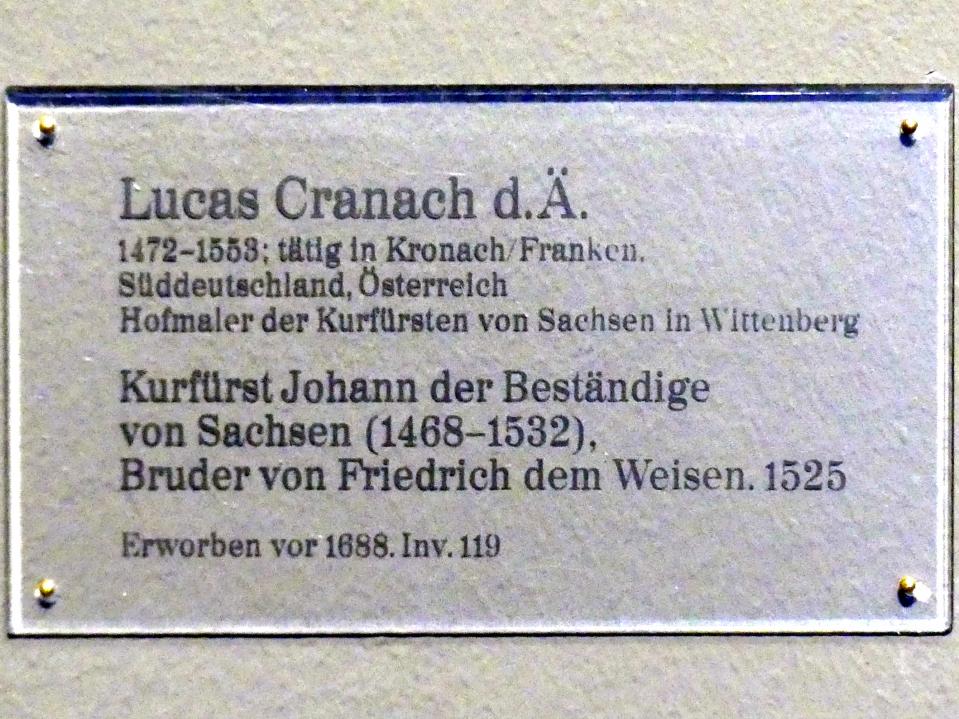 Lucas Cranach d.Ä.
1472–1553; tätig in Kronach/Franken,
Süddeutschland, Österreich
Hofmaler der Kurfürsten von Sachsen in Wittenberg
Kurfürst Johann der Beständige
von Sachsen (1468–1532),
Bruder von Friedrich dem Weisen. 1525
Erworben vor 1688. Inv. 119